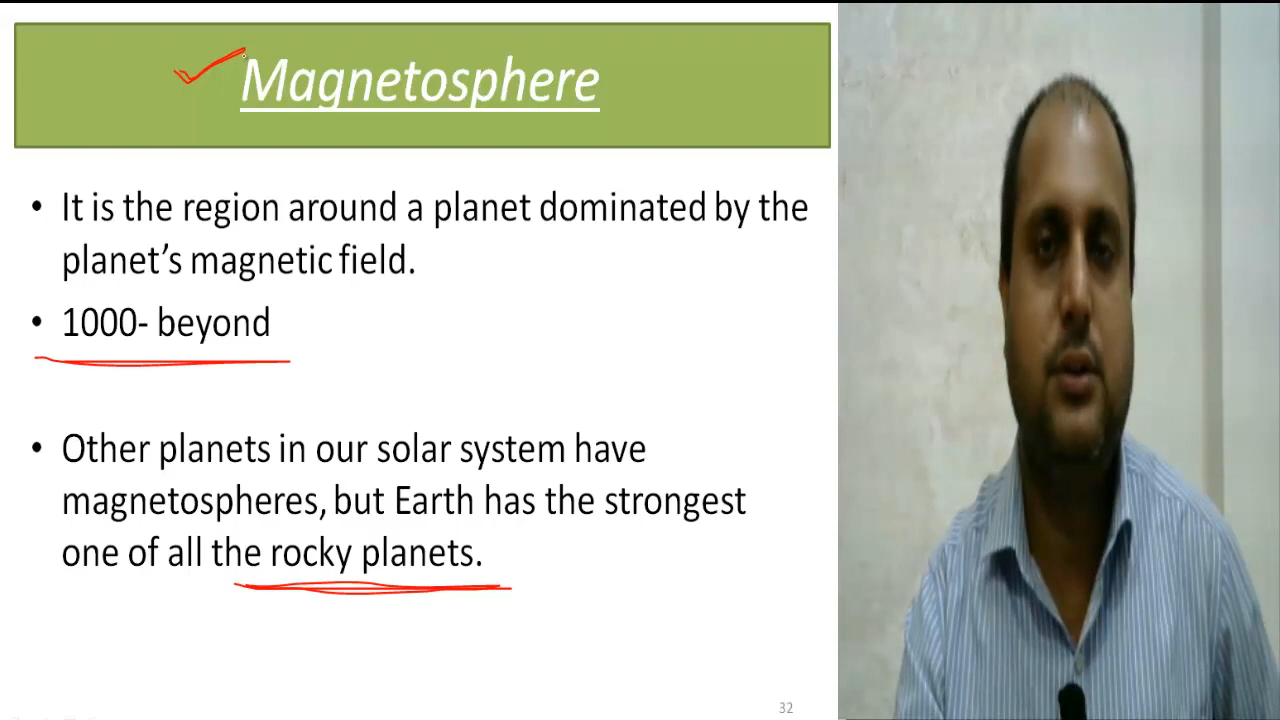 Magnetosphere
• It is the region around a planet dominated by the
planet’s magnetic field.
• 1000- beyond
• Other planets in our solar system have
magnetospheres, but Earth has the strongest
one of all the rocky planets.
32